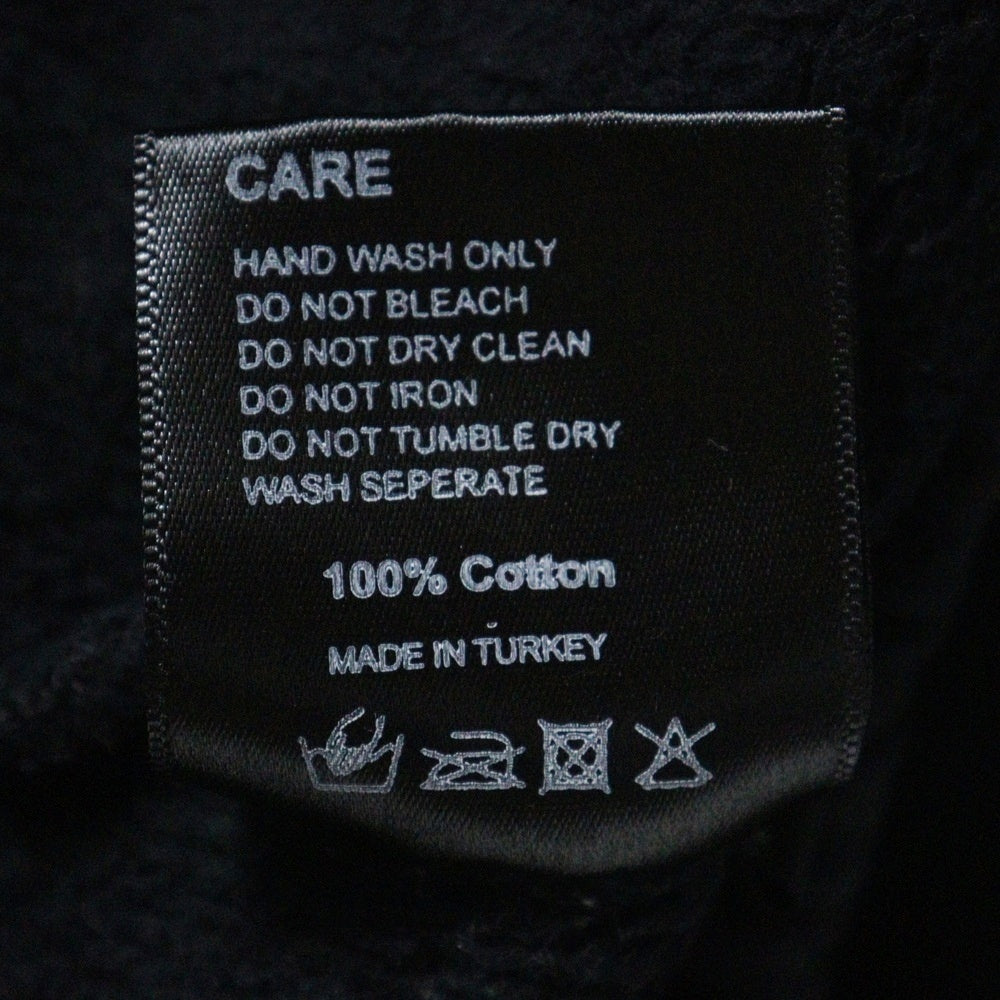 CARE
HAND WASH ONLY
DO NOT BLEACH
DO NOT DRY CLEAN
DO NOT IRON
DO NOT TUMBLE DRY
WASH SEPERATE
100% Cotton
MADE IN TURKEY